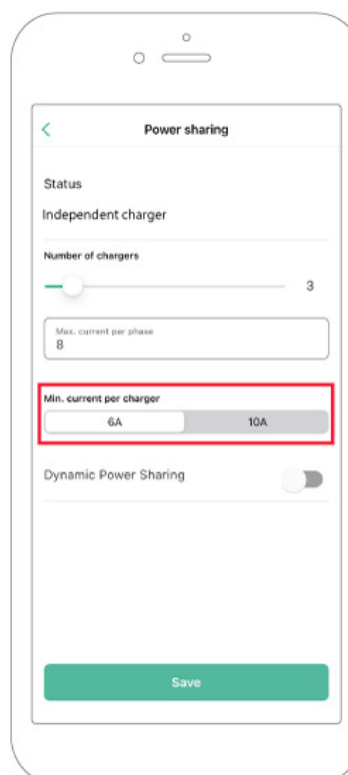 Power sharing
Status
Independent charger
Number of chargers
3
Max. current per phase
8
Min. current per charger
6A 10A
Dynamic Power Sharing
Save